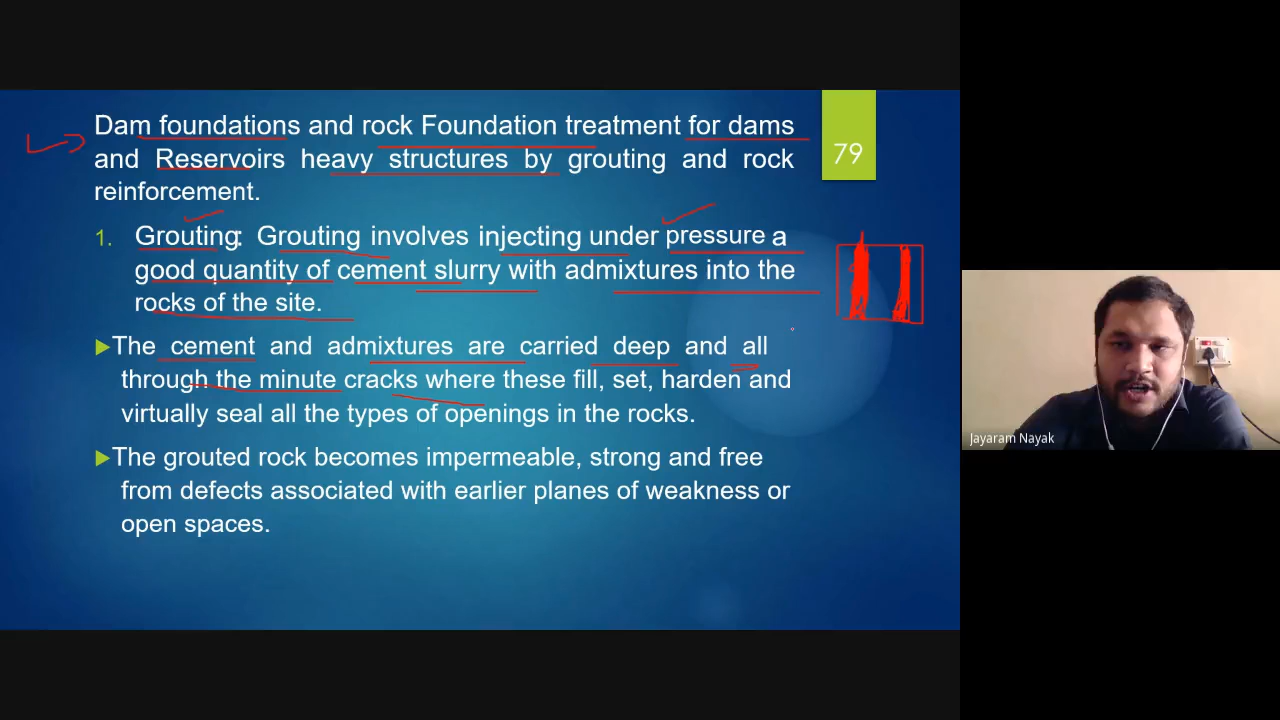 Dam foundations and rock Foundation treatment for dams
and Reservoirs heavy structures by grouting and rock
reinforcement.
79
1. Grouting: Grouting involves injecting under pressure a
good quantity of cement slurry with admixtures into the
rocks of the site.
The cement and admixtures are carried deep and all
through the minute cracks where these fill, set, harden and
virtually seal all the types of openings in the rocks.
The grouted rock becomes impermeable, strong and free
from defects associated with earlier planes of weakness or
open spaces.
Jayaram Nayak